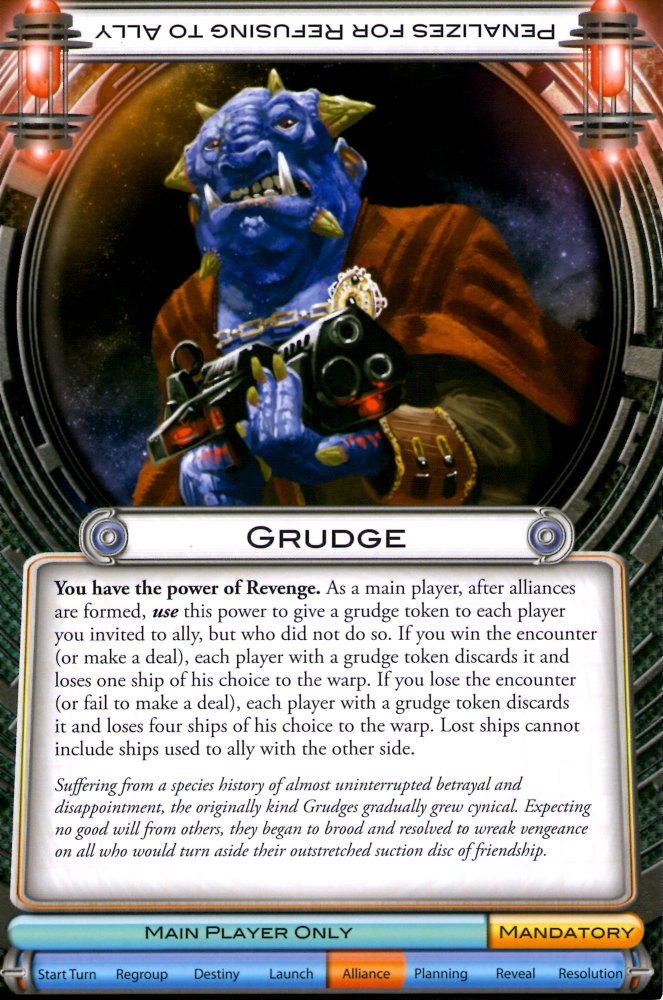 PENALIZES FOR REFUSING TO ALLY
GRUDGE
You have the power of Revenge. As a main player, after alliances
are formed, use this power to give a grudge token to each player
you invited to ally, but who did not do so. If you win the encounter
(or make a deal), each player with a grudge token discards it and
loses one ship of his choice to the warp. If you lose the encounter
(or fail to make a deal), each player with a grudge token discards
it and loses four ships of his choice to the warp. Lost ships cannot
include ships used to ally with the other side.
Suffering from a species history of almost uninterrupted betrayal and
disappointment, the originally kind Grudges gradually grew cynical. Expecting
no good will from others, they began to brood and resolved to wreak vengeance
on all who would turn aside their outstretched suction disc of friendship.
MAIN PLAYER ONLY MANDATORY
Start Turn Regroup Destiny Launch Alliance Planning Reveal Resolution